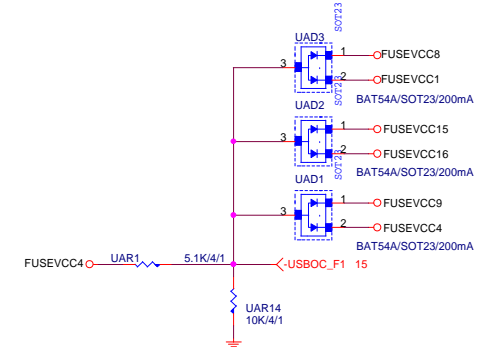 SOT23
UAD3
1
FUSEVCC8
3
2
FUSEVCC1
SOT23
BAT54A/SOT23/200mA
UAD2
1
FUSEVCC15
3
2
FUSEVCC16
SOT23
BAT54A/SOT23/200mA
UAD1
1
FUSEVCC9
3
2
FUSEVCC4
BAT54A/SOT23/200mA
FUSEVCC4
UAR1
5.1K/4/1
-USBOC_F1 15
UAR14
10K/4/1